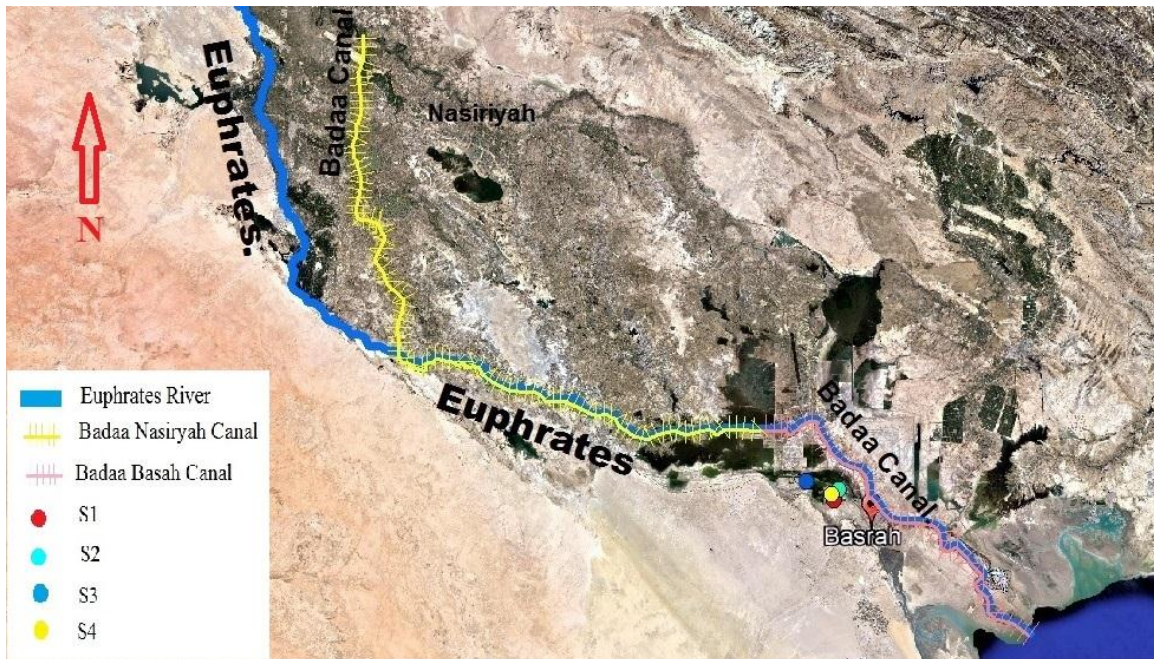 Euphrates.
Badaa Canal
Nasiriyah
N
Euphrates
Badaa Canal.
Basrah
Euphrates River
Badaa Nasiryah Canal
Badaa Basah Canal
S1
S2
S3
S4